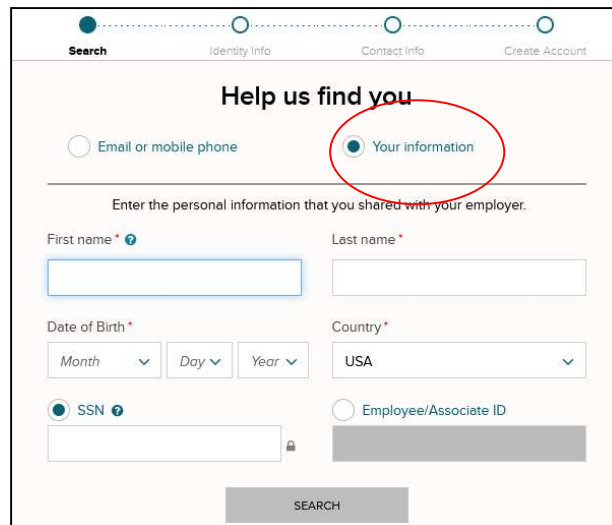 Search Identity Info Contact Info Create Account
Help us find you
Email or mobile phone Your information
Enter the personal information that you shared with your employer.
First name * ? Last name *
Date of Birth * Country *
Month Day Year USA
SSN ? Employee/Associate ID
SEARCH